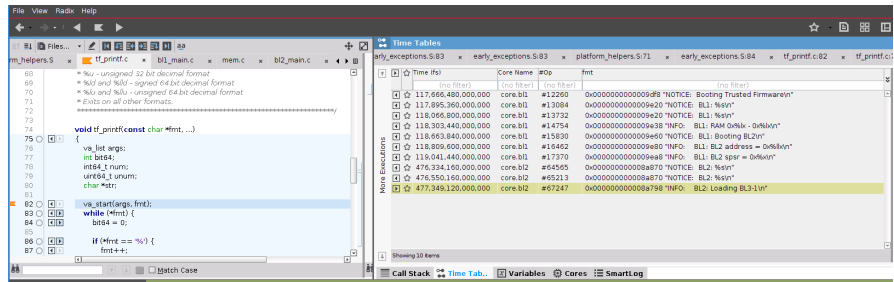 File View Radix Help
Files...
rm_helpers.S × tf_printf.c × bl1_main.c × mem.c × bl2_main.c ×
68 * %u - unsigned 32 bit decimal format
69 * %ld and %lld - signed 64 bit decimal format
70 * %lu and %llu - unsigned 64 bit decimal format
71 * Exits on all other formats.
72 ***********************************************************************/
73
74 void tf_printf(const char *fmt, ...)
75 {
76 va_list args;
77 int bit64;
78 int64_t num;
79 uint64_t unum;
80 char *str;
81
82 va_start(args, fmt);
83 while (*fmt) {
84 bit64 = 0;
85
86 if (*fmt == '%') {
87 fmt++;
Match Case
Time Tables
early_exceptions.S:83 × early_exceptions.S:83 × platform_helpers.S:71 × early_exceptions.S:84 × tf_printf.c:82 × tf_printf.c:
More Executions
Time (fs) Core Name #Op fmt
(no filter) (no filter) (no filter) (no filter)
117,666,480,000,000 core.bl1 #12260 0x0000000000009df8 "NOTICE: Booting Trusted Firmware\n"
117,895,360,000,000 core.bl1 #13084 0x0000000000009e20 "NOTICE: BL1: %s\n"
118,066,800,000,000 core.bl1 #13732 0x0000000000009e20 "NOTICE: BL1: %s\n"
118,303,440,000,000 core.bl1 #14754 0x0000000000009e38 "INFO: BL1: RAM 0x%lx - 0x%lx\n"
118,663,840,000,000 core.bl1 #15830 0x0000000000009e60 "NOTICE: BL1: Booting BL2\n"
118,809,600,000,000 core.bl1 #16462 0x0000000000009e80 "INFO: BL1: BL2 address = 0x%llx\n"
119,041,440,000,000 core.bl1 #17370 0x0000000000009ea8 "INFO: BL1: BL2 spsr = 0x%x\n"
476,334,160,000,000 core.bl2 #64565 0x000000000008a870 "NOTICE: BL2: %s\n"
476,550,160,000,000 core.bl2 #65213 0x000000000008a870 "NOTICE: BL2: %s\n"
477,349,120,000,000 core.bl2 #67247 0x000000000008a798 "INFO: BL2: Loading BL3-1\n"
Showing 10 items
Call Stack Time Tab.. Variables Cores SmartLog